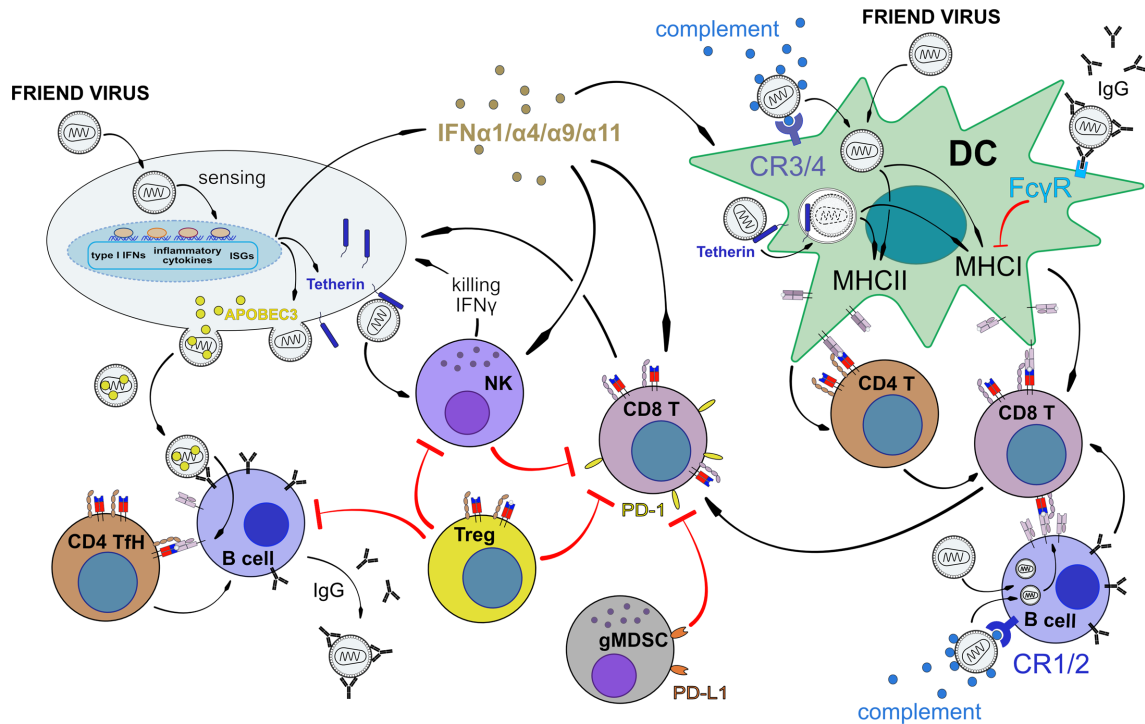 FRIEND VIRUS
complement
IgG
FRIEND VIRUS
IFNα1/α4/α9/α11
CR3/4
DC
FcγR
sensing
type I IFNs
inflammatory
cytokines
ISGs
Tetherin
Tetherin
MHCII
MHCI
killing
IFNγ
APOBEC3
NK
CD8 T
CD4 T
CD8 T
PD-1
CD4 TfH
B cell
Treg
IgG
gMDSC
PD-L1
B cell
CR1/2
complement